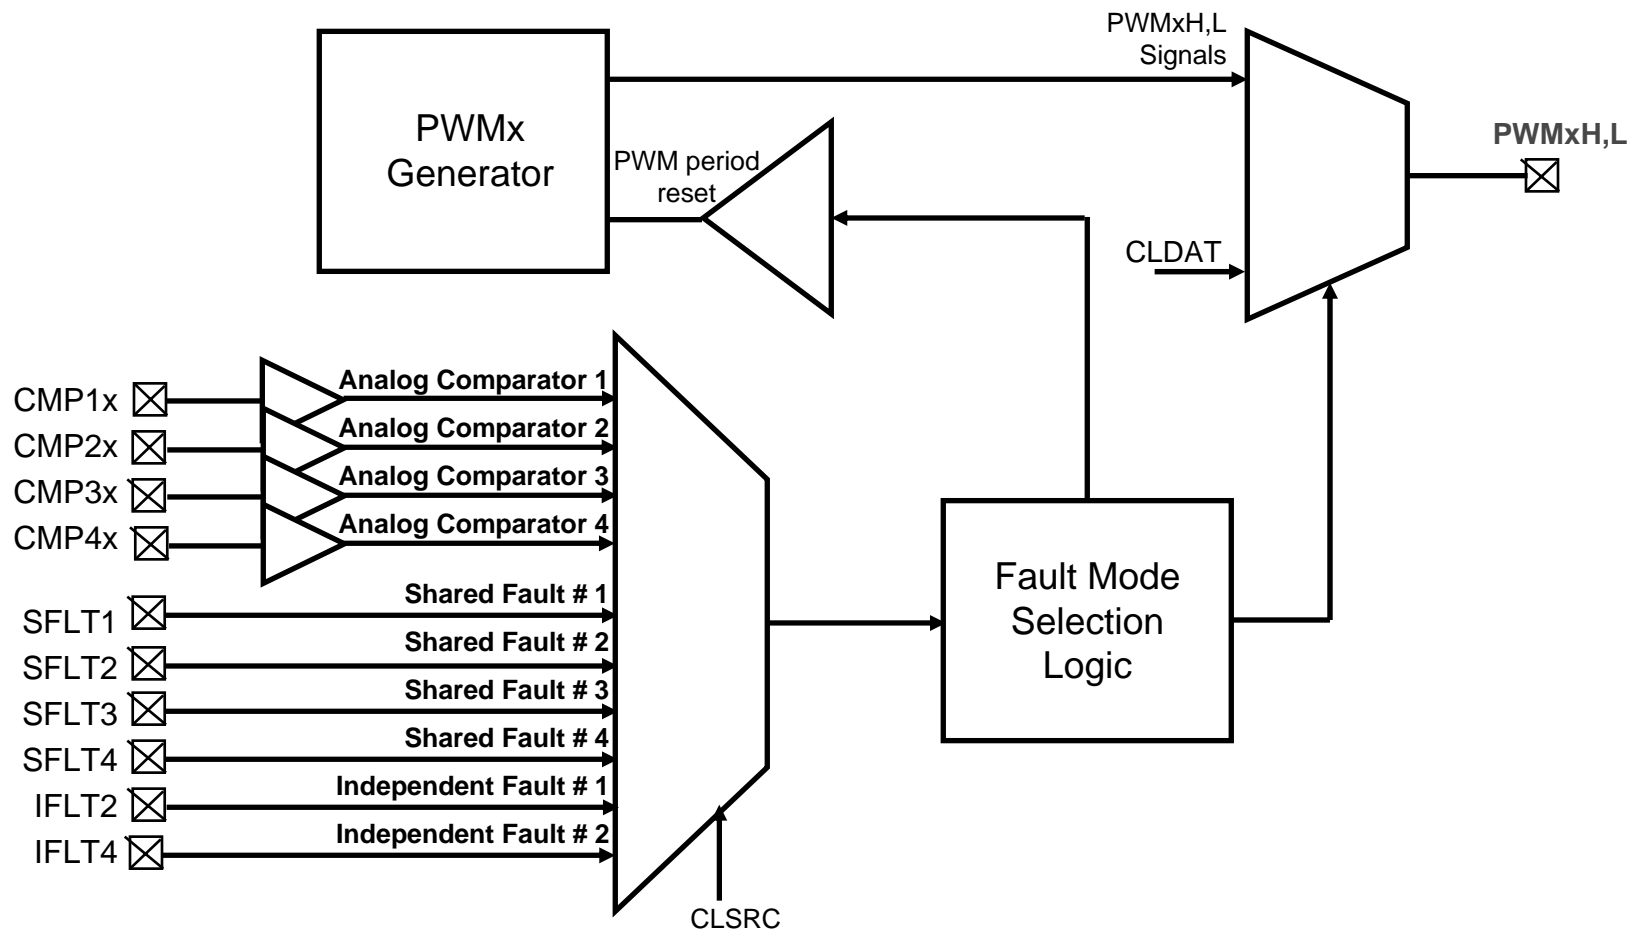 PWMxH,L
Signals
PWMx
Generator
PWM period
reset
PWMxH,L
CLDAT
CMP1x
Analog Comparator 1
CMP2x
Analog Comparator 2
CMP3x
Analog Comparator 3
CMP4x
Analog Comparator 4
SFLT1
Shared Fault # 1
SFLT2
Shared Fault # 2
SFLT3
Shared Fault # 3
SFLT4
Shared Fault # 4
IFLT2
Independent Fault # 1
IFLT4
Independent Fault # 2
Fault Mode
Selection
Logic
CLSRC